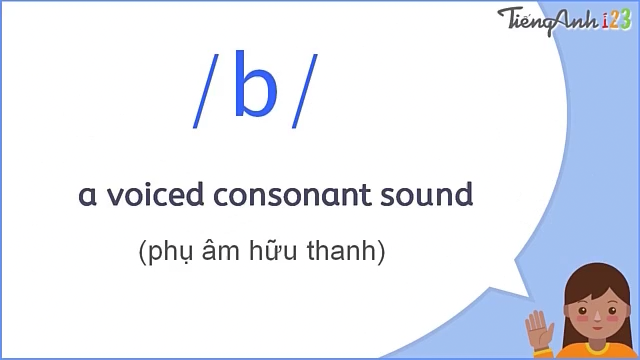 TiếngAnh123
/b/
a voiced consonant sound
(phụ âm hữu thanh)